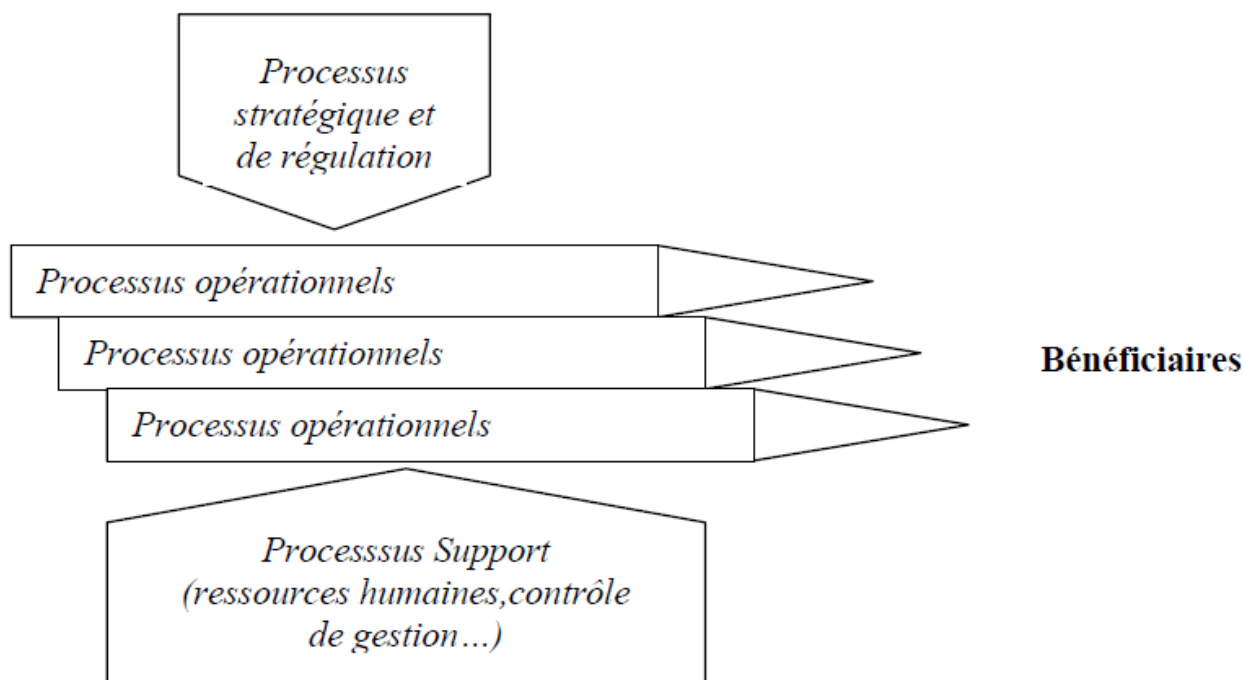 Processus
stratégique et
de régulation
Processus opérationnels
Processus opérationnels
Bénéficiaires
Processus opérationnels
Processsus Support
(ressources humaines,contrôle
de gestion…)